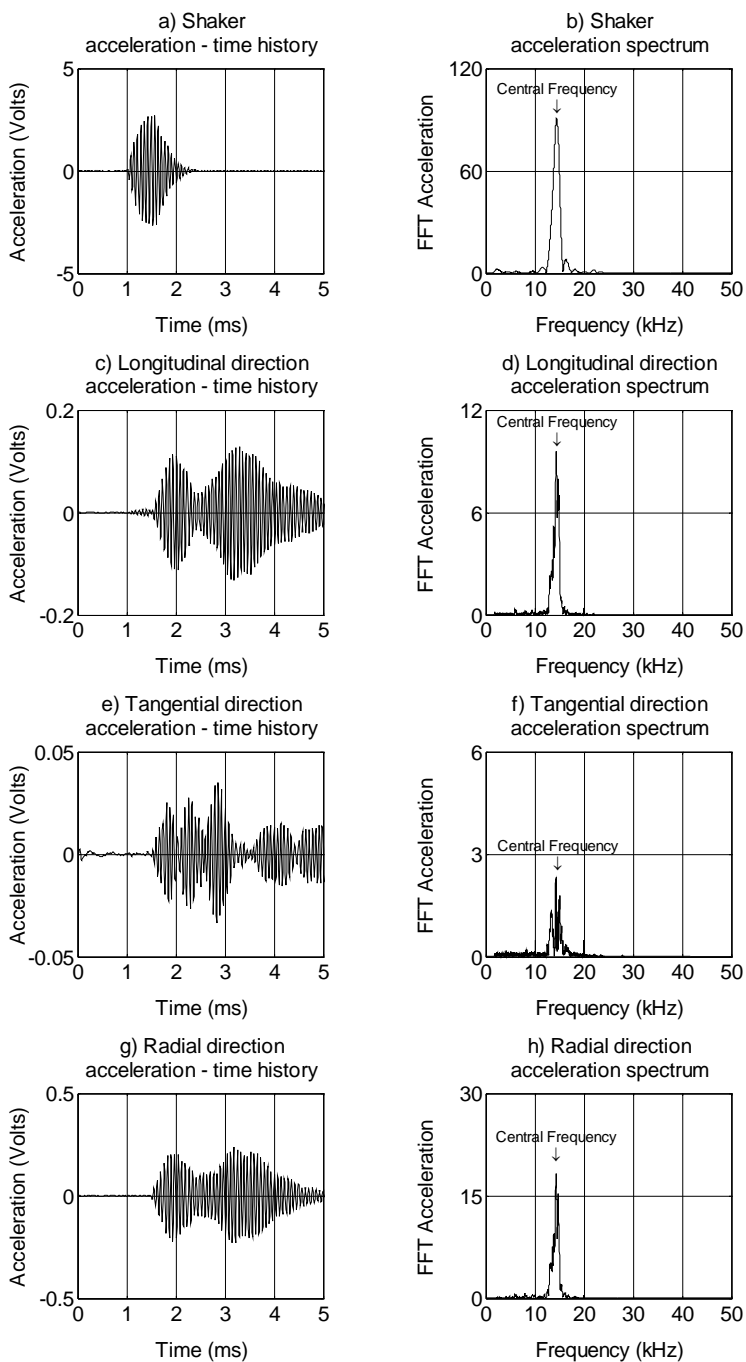 a) Shaker
acceleration - time history
5
0
-5
Acceleration (Volts)
0 1 2 3 4 5
Time (ms)
b) Shaker
acceleration spectrum
120
60
0
FFT Acceleration
Central Frequency
0 10 20 30 40 50
Frequency (kHz)
c) Longitudinal direction
acceleration - time history
0.2
0
-0.2
Acceleration (Volts)
0 1 2 3 4 5
Time (ms)
d) Longitudinal direction
acceleration spectrum
12
6
0
FFT Acceleration
Central Frequency
0 10 20 30 40 50
Frequency (kHz)
e) Tangential direction
acceleration - time history
0.05
0
-0.05
Acceleration (Volts)
0 1 2 3 4 5
Time (ms)
f) Tangential direction
acceleration spectrum
6
3
0
FFT Acceleration
Central Frequency
0 10 20 30 40 50
Frequency (kHz)
g) Radial direction
acceleration - time history
0.5
0
-0.5
Acceleration (Volts)
0 1 2 3 4 5
Time (ms)
h) Radial direction
acceleration spectrum
30
15
0
FFT Acceleration
Central Frequency
0 10 20 30 40 50
Frequency (kHz)